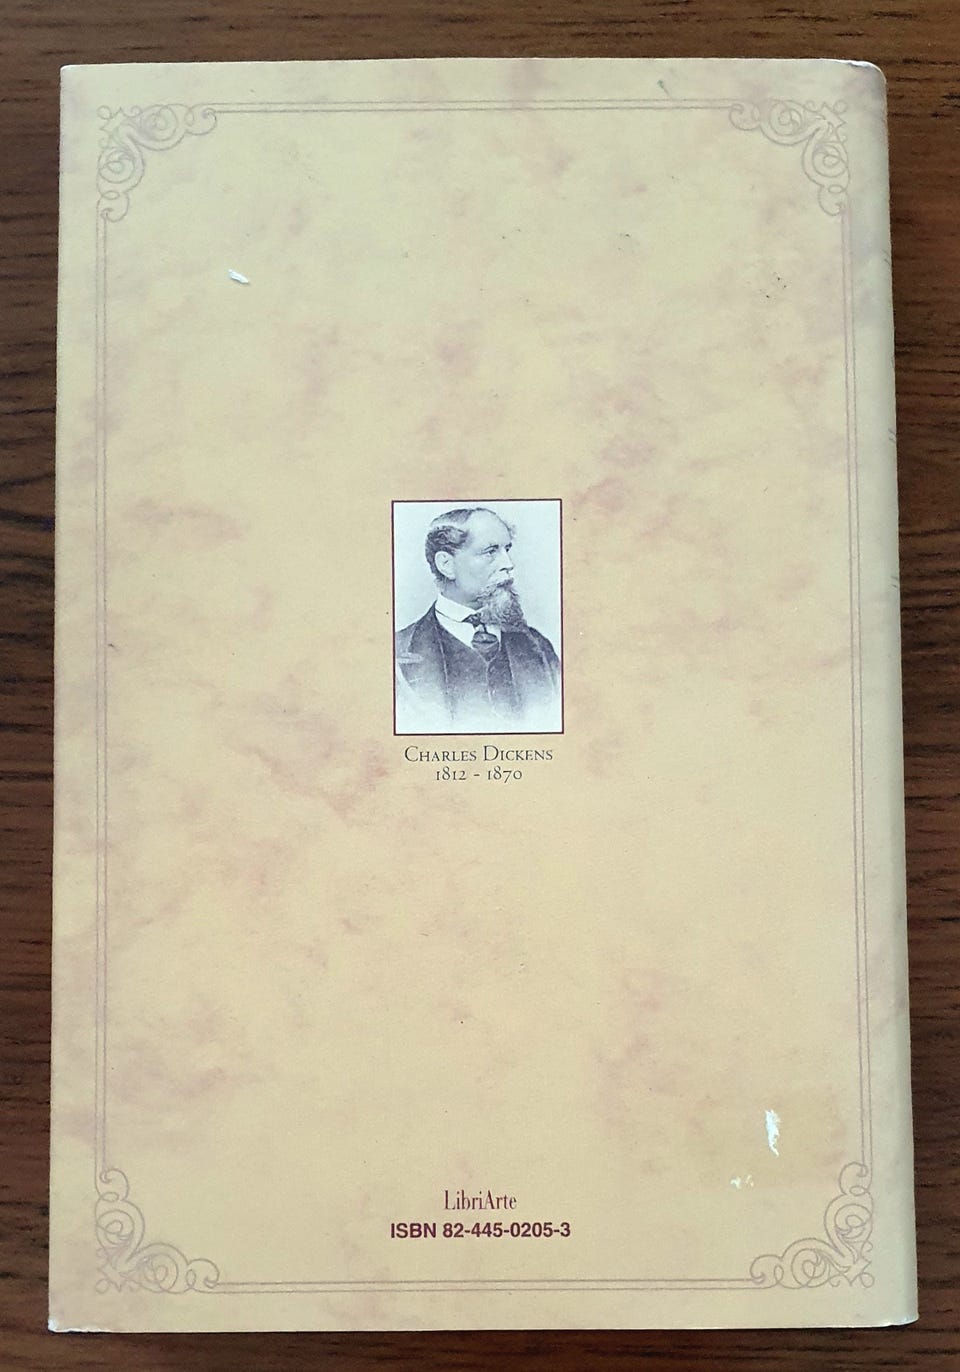 Charles Dickens
1812 - 1870
LibriArte
ISBN 82-445-0205-3